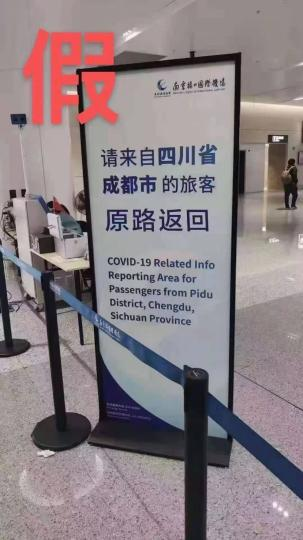 假
南京禄口国际机场
请来自四川省
成都市的旅客
原路返回
COVID-19 Related Info
Reporting Area for
Passengers from Pidu
District, Chengdu,
Sichuan Province